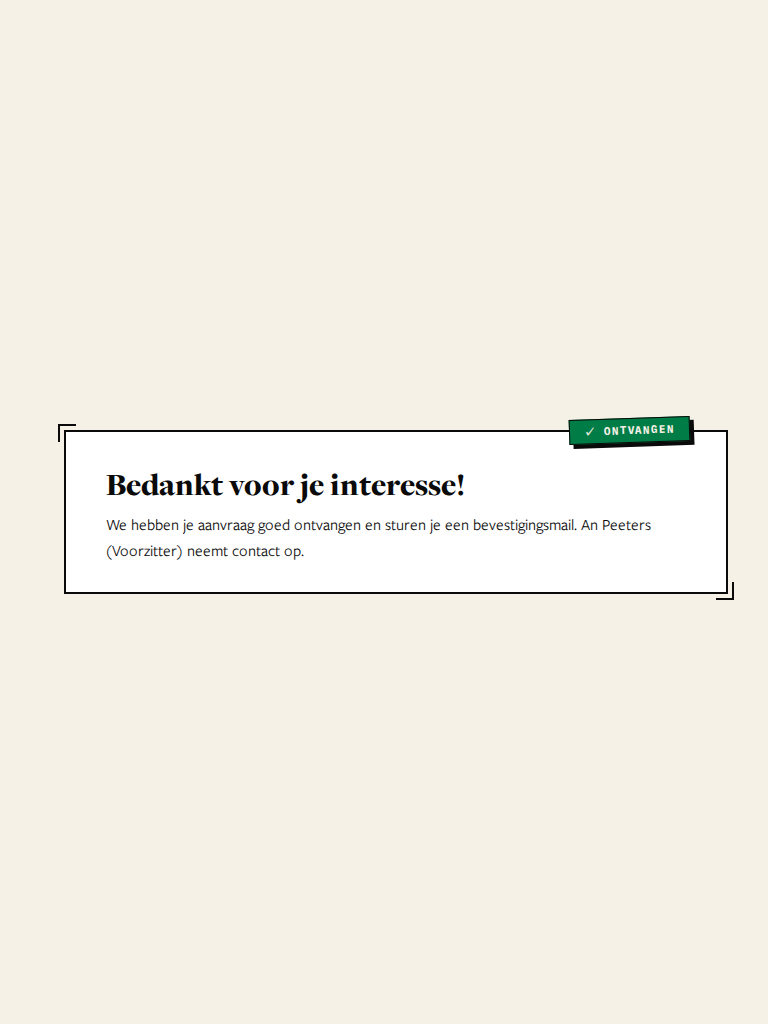 ✓ ONTVANGEN
Bedankt voor je interesse!
We hebben je aanvraag goed ontvangen en sturen je een bevestigingsmail. An Peeters
(Voorzitter) neemt contact op.